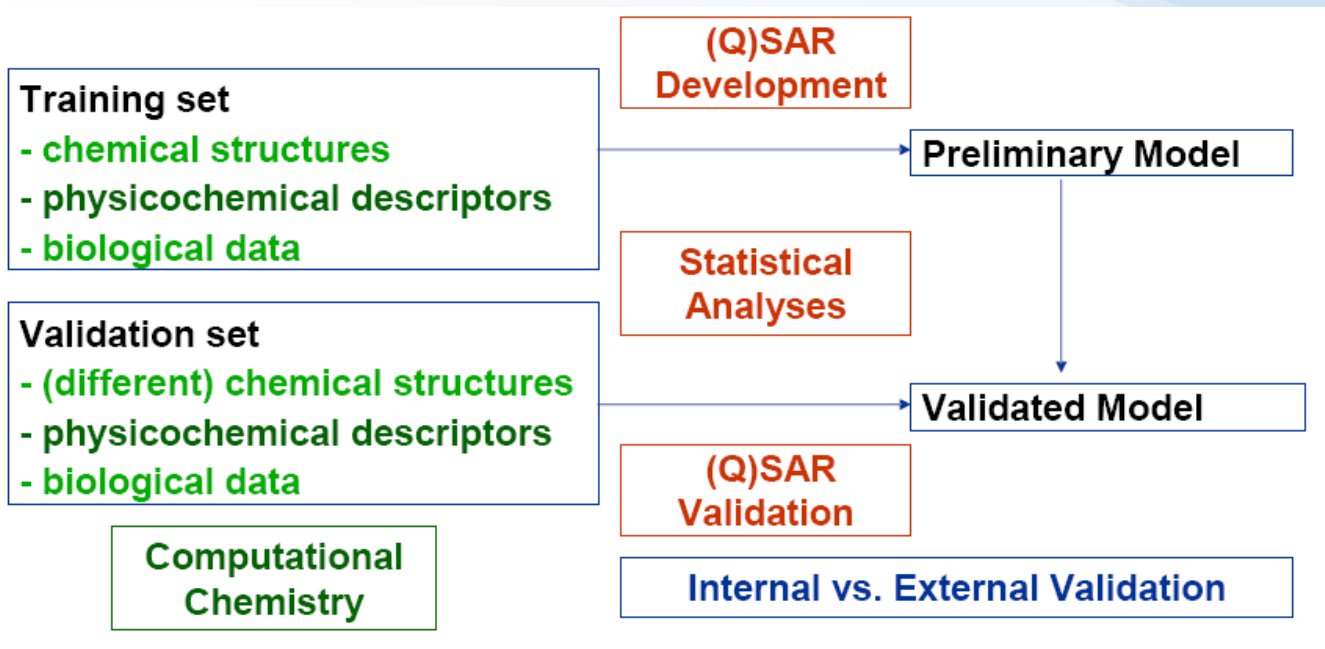 (Q)SAR
Development
Training set
- chemical structures
- physicochemical descriptors
- biological data
Preliminary Model
Statistical
Analyses
Validation set
- (different) chemical structures
- physicochemical descriptors
- biological data
Validated Model
(Q)SAR
Validation
Computational
Chemistry
Internal vs. External Validation